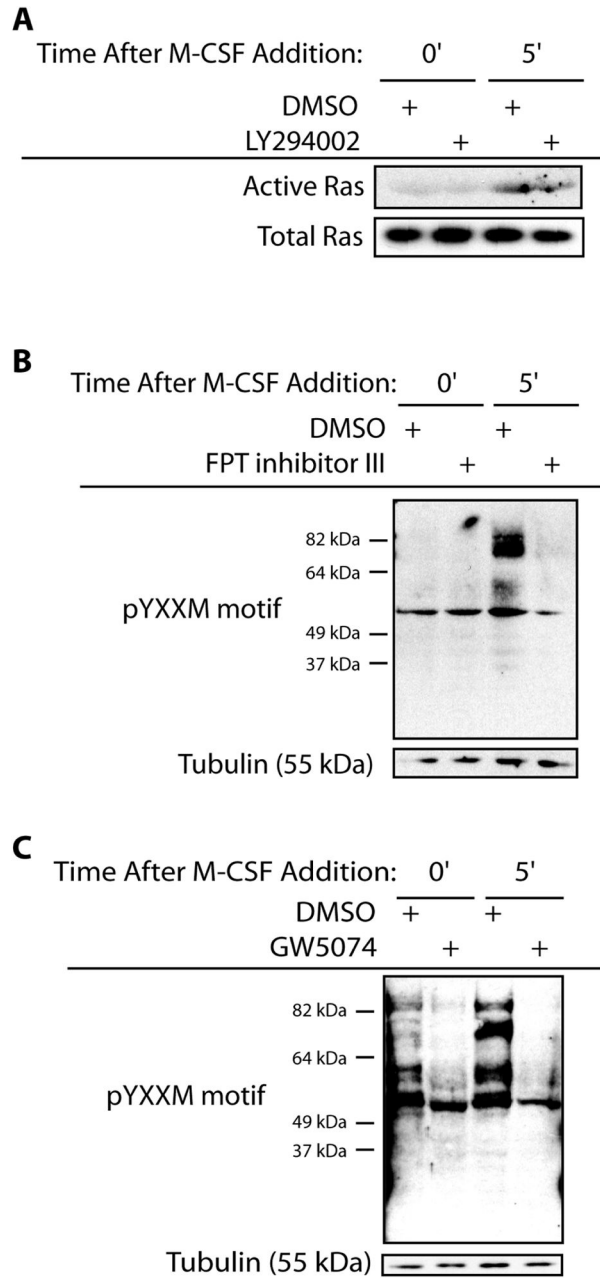 A
Time After M-CSF Addition: 0' 5'
DMSO + +
LY294002 + +
Active Ras
Total Ras
B
Time After M-CSF Addition: 0' 5'
DMSO + +
FPT inhibitor III + +
82 kDa
64 kDa
pYXXM motif
49 kDa
37 kDa
Tubulin (55 kDa)
C
Time After M-CSF Addition: 0' 5'
DMSO + +
GW5074 + +
82 kDa
64 kDa
pYXXM motif
49 kDa
37 kDa
Tubulin (55 kDa)